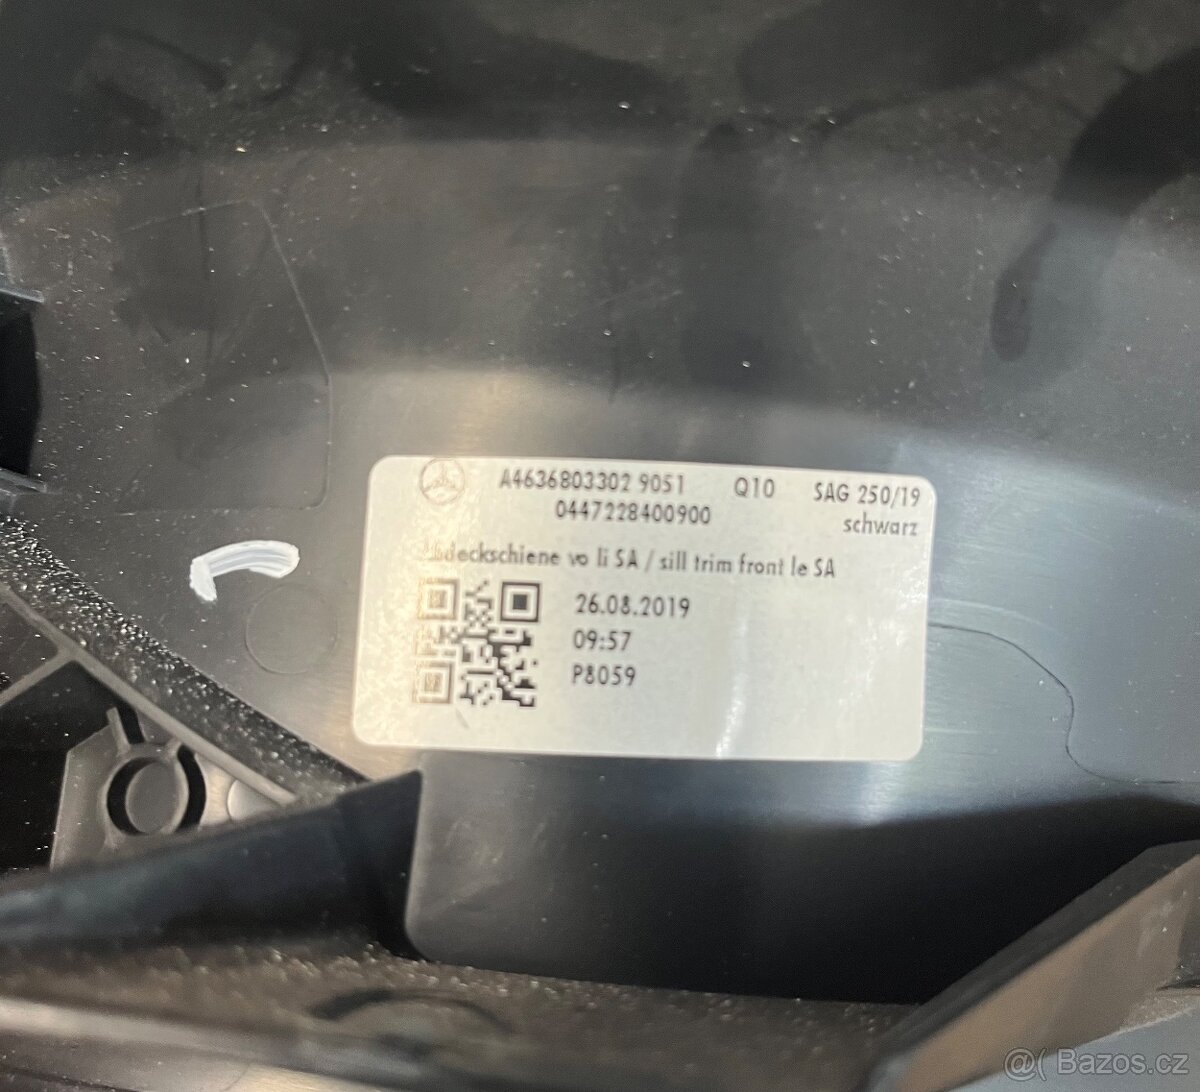 A4636803302 9051 Q10 SAG 250/19
0447228400900 schwarz
vo li SA / sill trim front le SA
26.08.2019
09:57
P8059
@( Bazos.cz